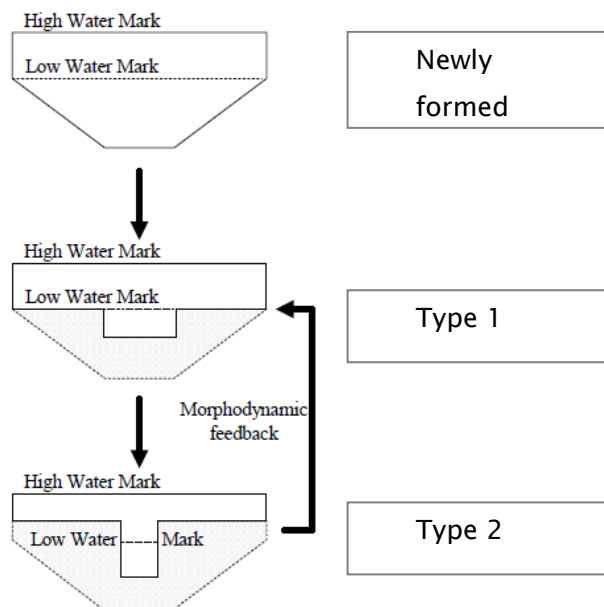 High Water Mark
Low Water Mark
Newly
formed
High Water Mark
Low Water Mark
Type 1
Morphodynamic
feedback
High Water Mark
Low Water Mark
Type 2